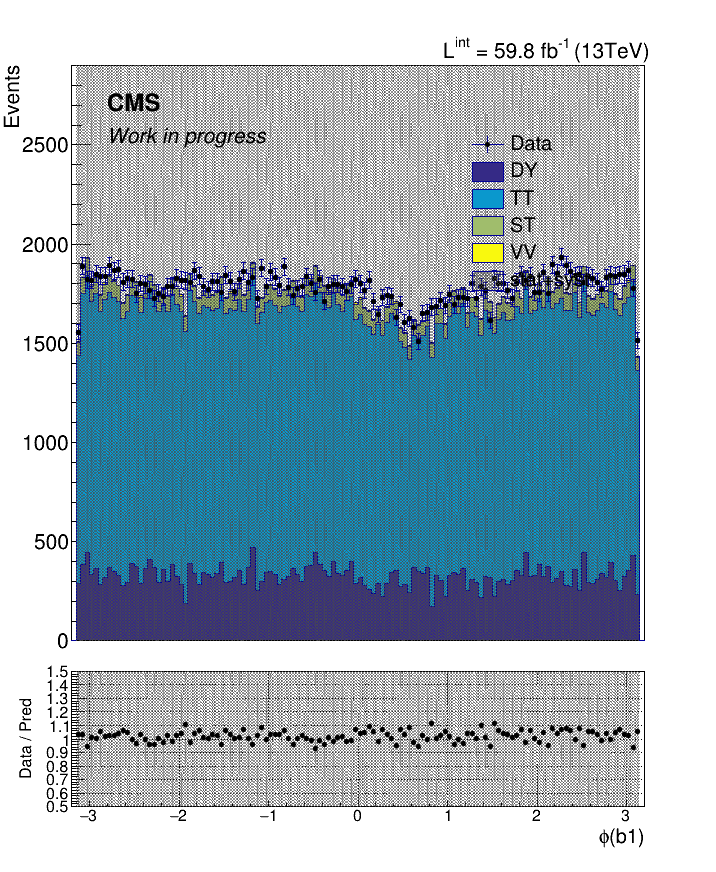 L^int = 59.8 fb^-1 (13TeV)
Events
CMS
Work in progress
Data
DY
TT
ST
VV
2500
2000
1500
1000
500
0
Data / Pred
1.5
1.4
1.3
1.2
1.1
1
0.9
0.8
0.7
0.6
0.5
−3 −2 −1 0 1 2 3
ϕ(b1)